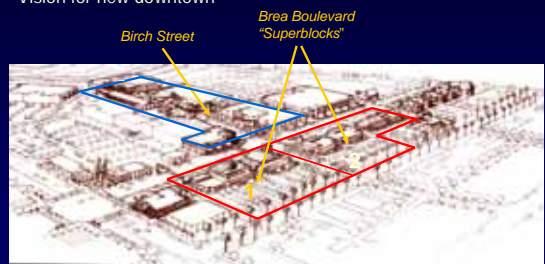 Vision for new downtown
Brea Boulevard
"Superblocks"
Birch Street
2
1